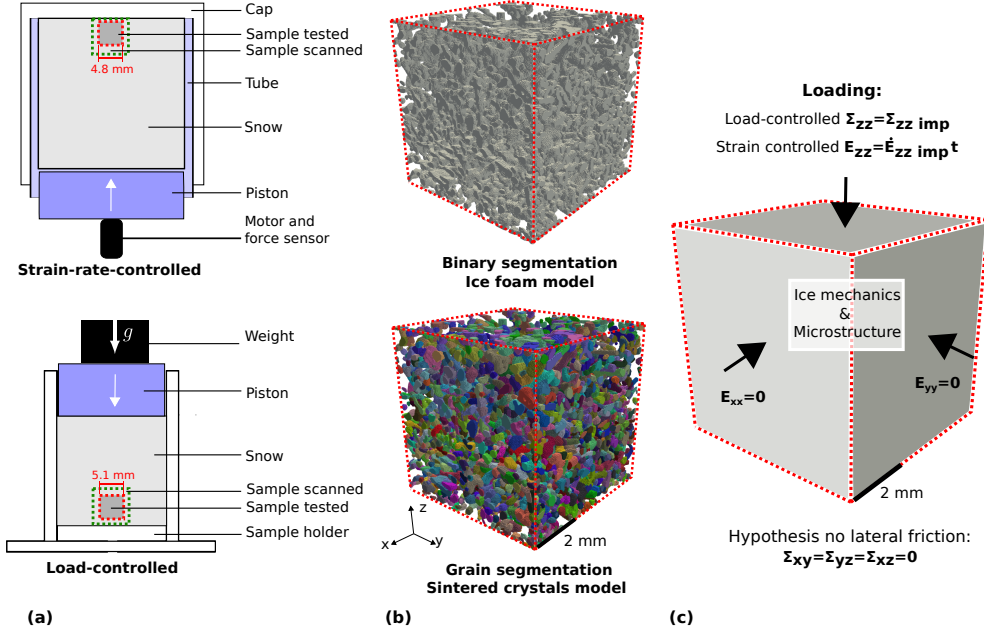 Cap
Sample tested
Sample scanned
4.8 mm
Tube
Snow
Piston
Motor and
force sensor
Strain-rate-controlled
g
Weight
Piston
Snow
5.1 mm
Sample scanned
Sample tested
Sample holder
Load-controlled
(a)
Binary segmentation
Ice foam model
z
x
y
2 mm
Grain segmentation
Sintered crystals model
(b)
Loading:
Load-controlled Σzz=Σzz imp
Strain controlled Ezz=Ėzz imp t
Ice mechanics
&
Microstructure
Exx=0
Eyy=0
2 mm
Hypothesis no lateral friction:
Σxy=Σyz=Σxz=0
(c)